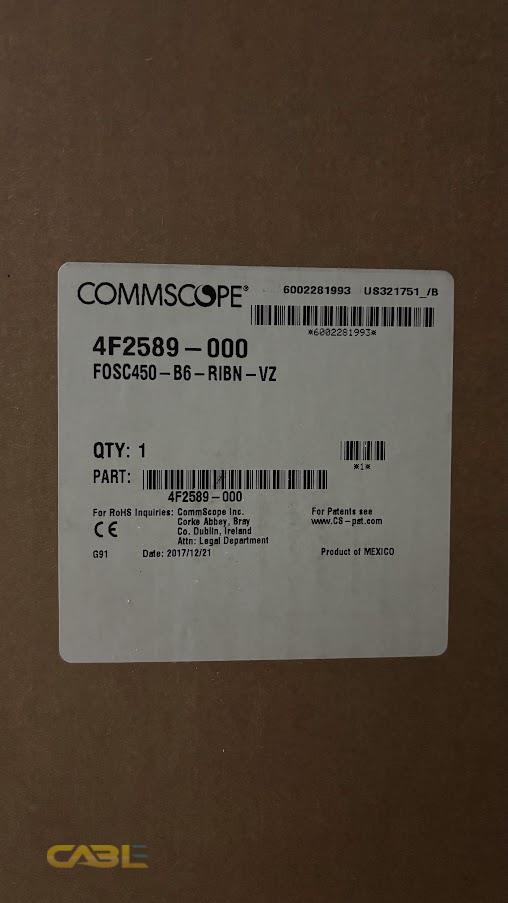 COMMSCOPE®
6002281993 US321751_/B
*6002281993*
4F2589-000
FOSC450-B6-RIBN-VZ
QTY: 1
*1*
PART:
4F2589-000
For RoHS Inquiries: CommScope Inc.
Corke Abbey, Bray
Co. Dublin, Ireland
Attn: Legal Department
For Patents see
www.CS-pat.com
CE
G91 Date: 2017/12/21 Product of MEXICO
CABLE